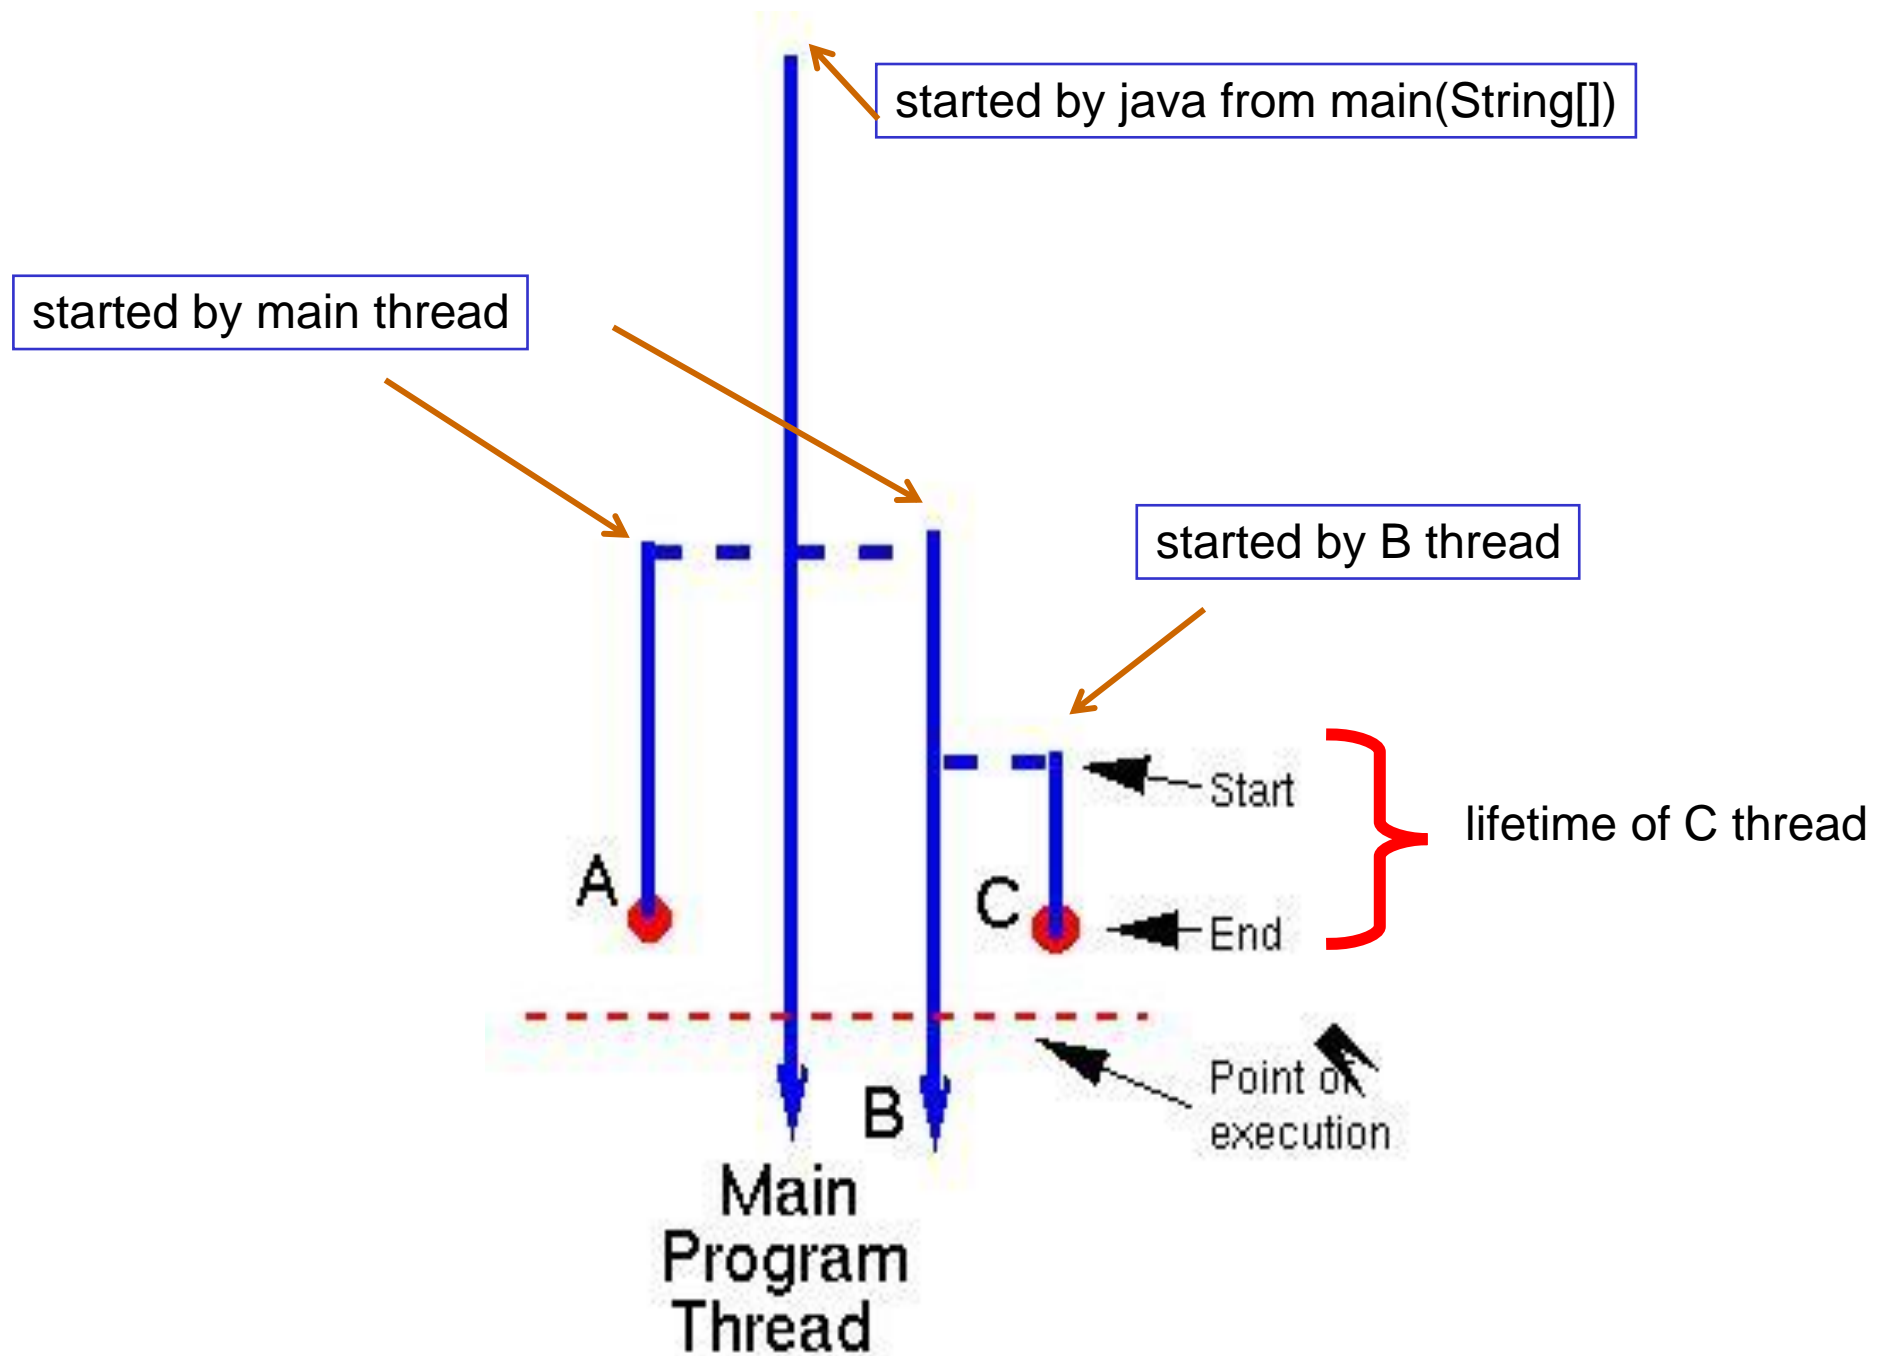 started by java from main(String[])
started by main thread
started by B thread
Start
lifetime of C thread
A
C
End
Point of
execution
B
Main
Program
Thread